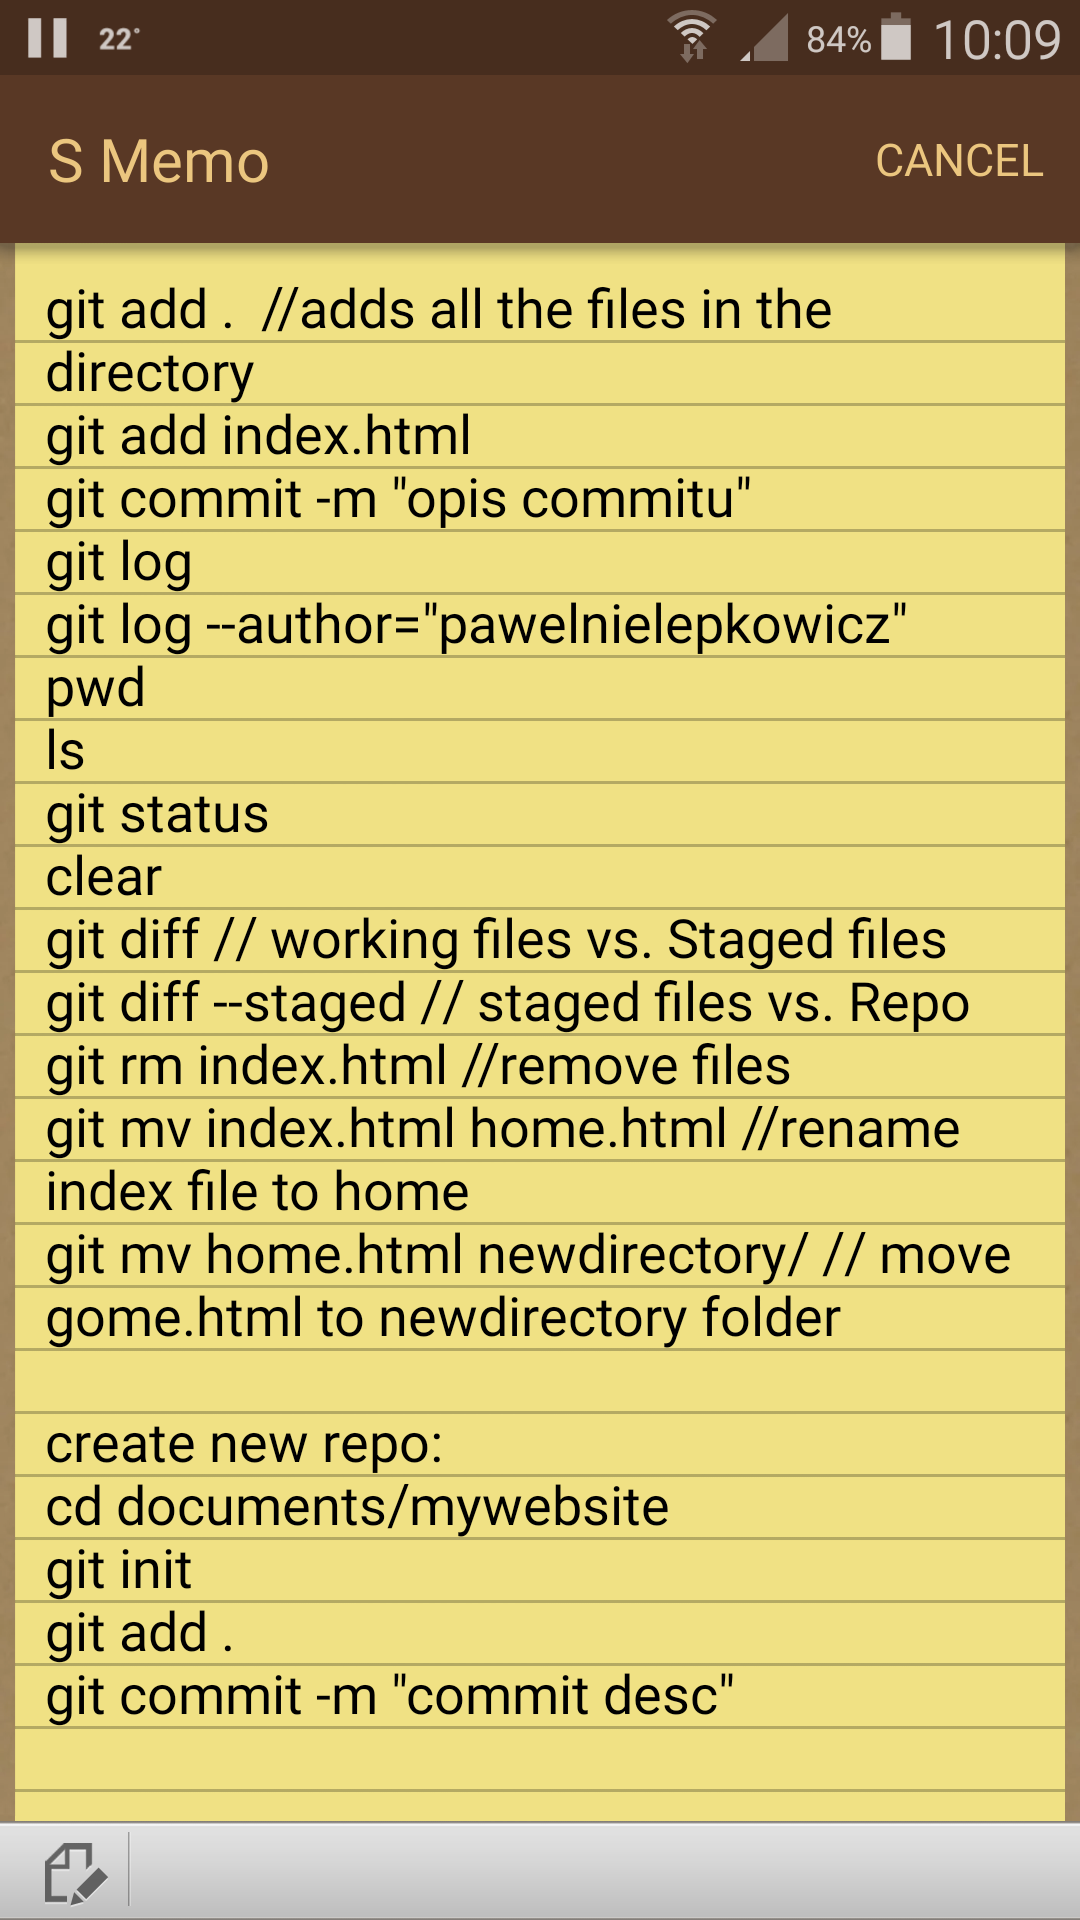 22°
84%
10:09
S Memo
CANCEL
git add .  //adds all the files in the
directory
git add index.html
git commit -m "opis commitu"
git log
git log --author="pawelnielepkowicz"
pwd
ls
git status
clear
git diff // working files vs. Staged files
git diff --staged // staged files vs. Repo
git rm index.html //remove files
git mv index.html home.html //rename
index file to home
git mv home.html newdirectory/ // move
gome.html to newdirectory folder

create new repo:
cd documents/mywebsite
git init
git add .
git commit -m "commit desc"